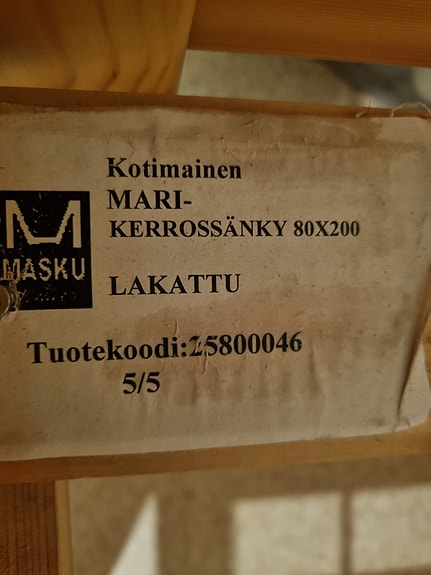 Kotimainen
MARI-
KERROSSÄNKY 80X200
M
MASKU
LAKATTU
Tuotekoodi:25800046
5/5